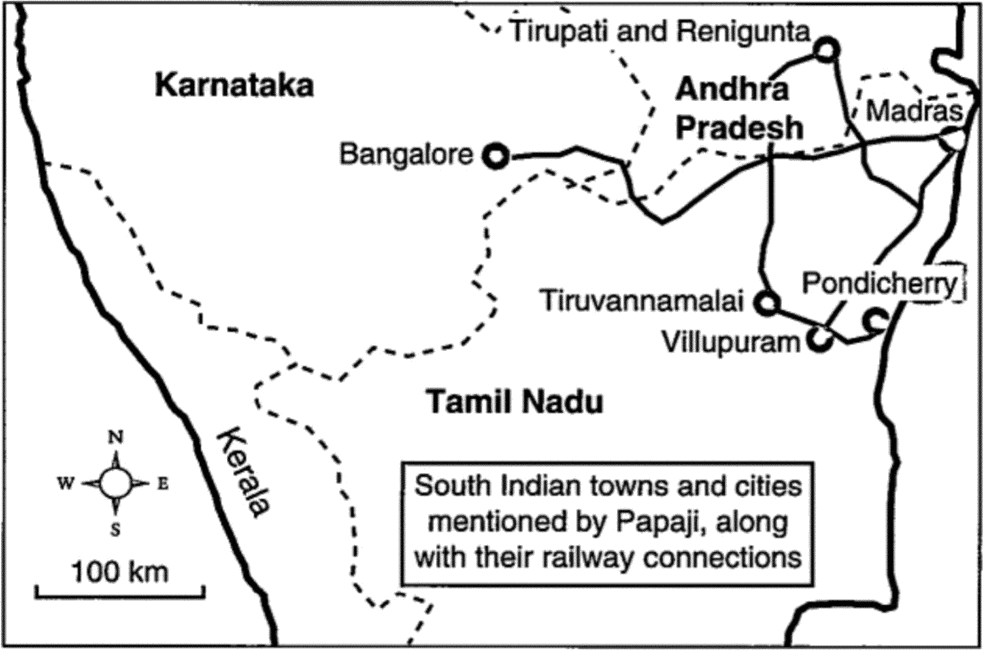 Tirupati and Renigunta
Karnataka
Andhra
Pradesh
Madras
Bangalore
Pondicherry
Tiruvannamalai
Villupuram
Tamil Nadu
Kerala
N
W E
S
100 km
South Indian towns and cities
mentioned by Papaji, along
with their railway connections